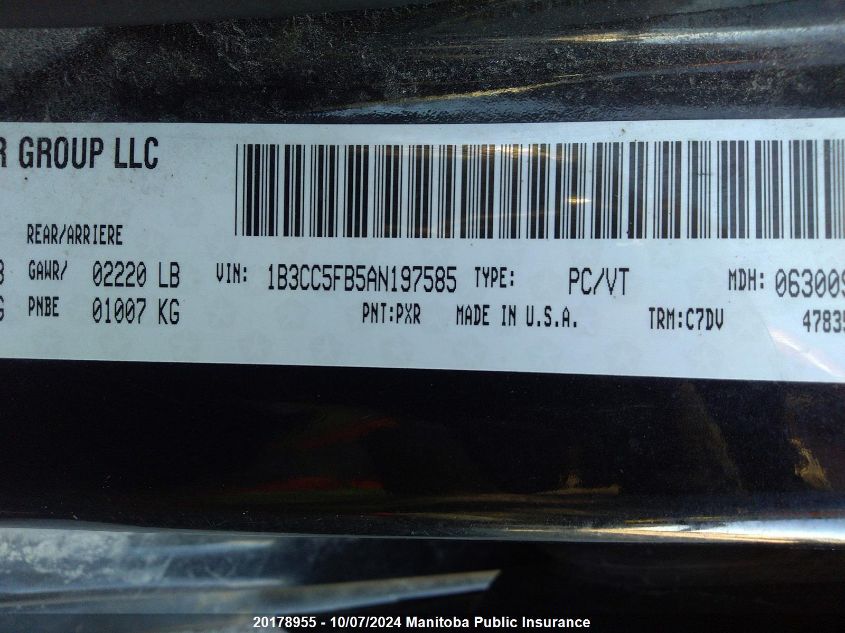 R GROUP LLC
REAR/ARRIERE
GAWR/ 02220 LB VIN: 1B3CC5FB5AN197585 TYPE: PC/VT MDH: 063009
PNBE 01007 KG PNT:PXR MADE IN U.S.A. TRM:C7DV 4783
20178955 - 10/07/2024 Manitoba Public Insurance